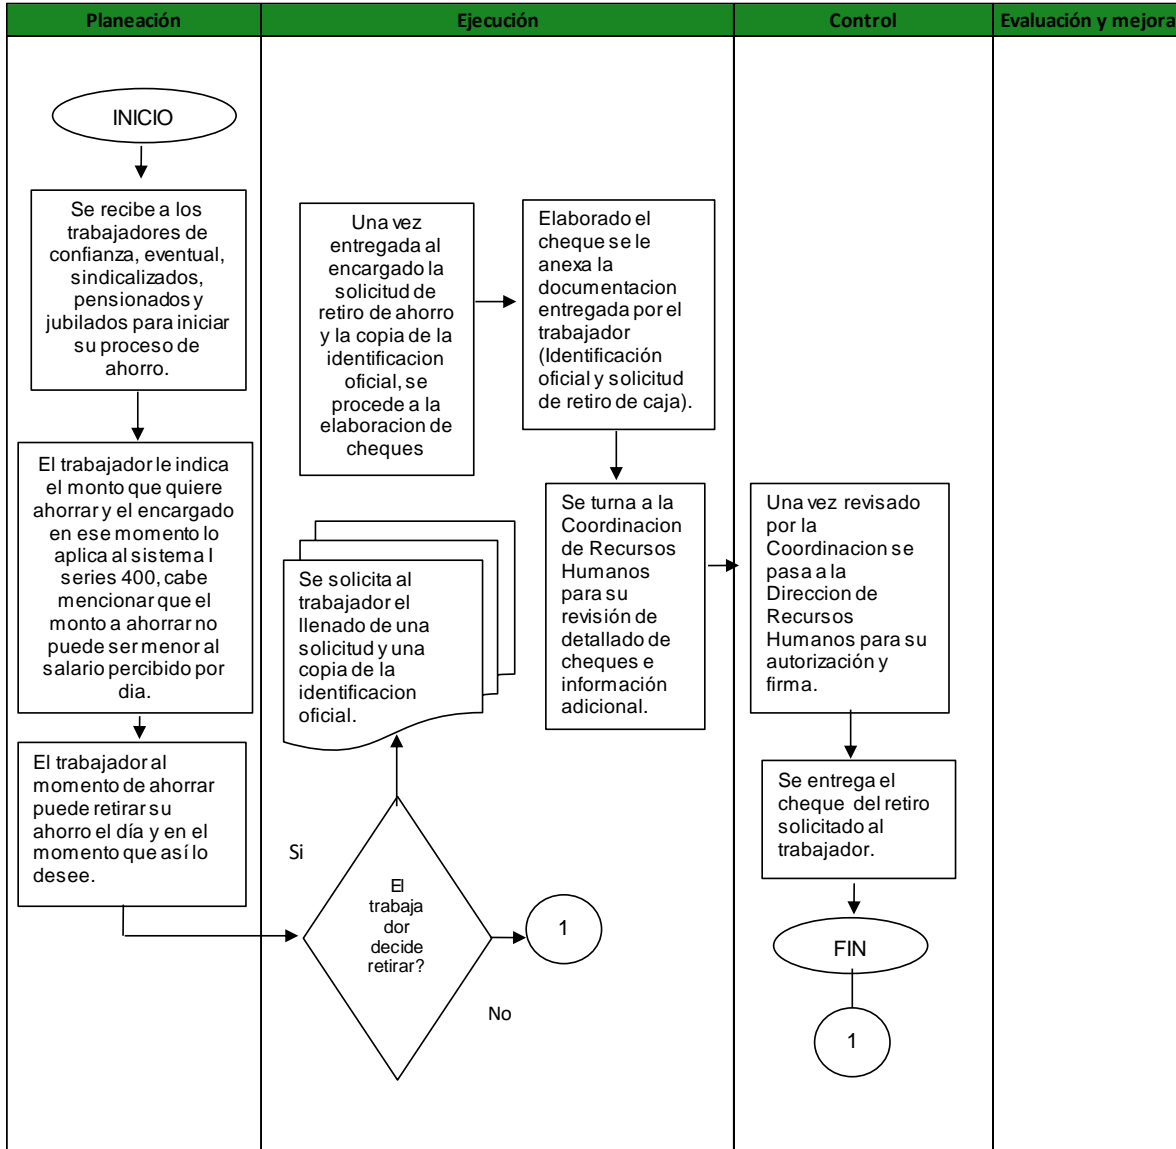 Planeación
Ejecución
Control
Evaluación y mejora
INICIO
Se recibe a los
trabajadores de
confianza, eventual,
sindicalizados,
pensionados y
jubilados para iniciar
su proceso de
ahorro.
El trabajador le indica
el monto que quiere
ahorrar y el encargado
en ese momento lo
aplica al sistema I
series 400, cabe
mencionar que el
monto a ahorrar no
puede ser menor al
salario percibido por
dia.
El trabajador al
momento de ahorrar
puede retirar su
ahorro el día y en el
momento que así lo
desee.
El
trabaja
dor
decide
retirar?
Si
No
1
Se solicita al
trabajador el
llenado de una
solicitud y una
copia de la
identificacion
oficial.
Una vez
entregada al
encargado la
solicitud de
retiro de ahorro
y la copia de la
identificacion
oficial, se
procede a la
elaboracion de
cheques
Elaborado el
cheque se le
anexa la
documentacion
entregada por el
trabajador
(Identificación
oficial y solicitud
de retiro de caja).
Se turna a la
Coordinacion
de Recursos
Humanos
para su
revisión de
detallado de
cheques e
información
adicional.
Una vez revisado
por la
Coordinacion se
pasa a la
Direccion de
Recursos
Humanos para su
autorización y
firma.
Se entrega el
cheque del retiro
solicitado al
trabajador.
FIN
1